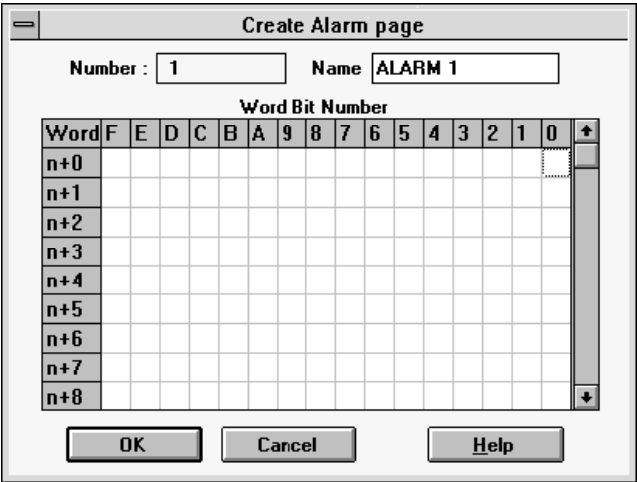 Create Alarm page
Number : 1 Name ALARM 1
Word Bit Number
Word F E D C B A 9 8 7 6 5 4 3 2 1 0
n+0
n+1
n+2
n+3
n+4
n+5
n+6
n+7
n+8
OK Cancel Help